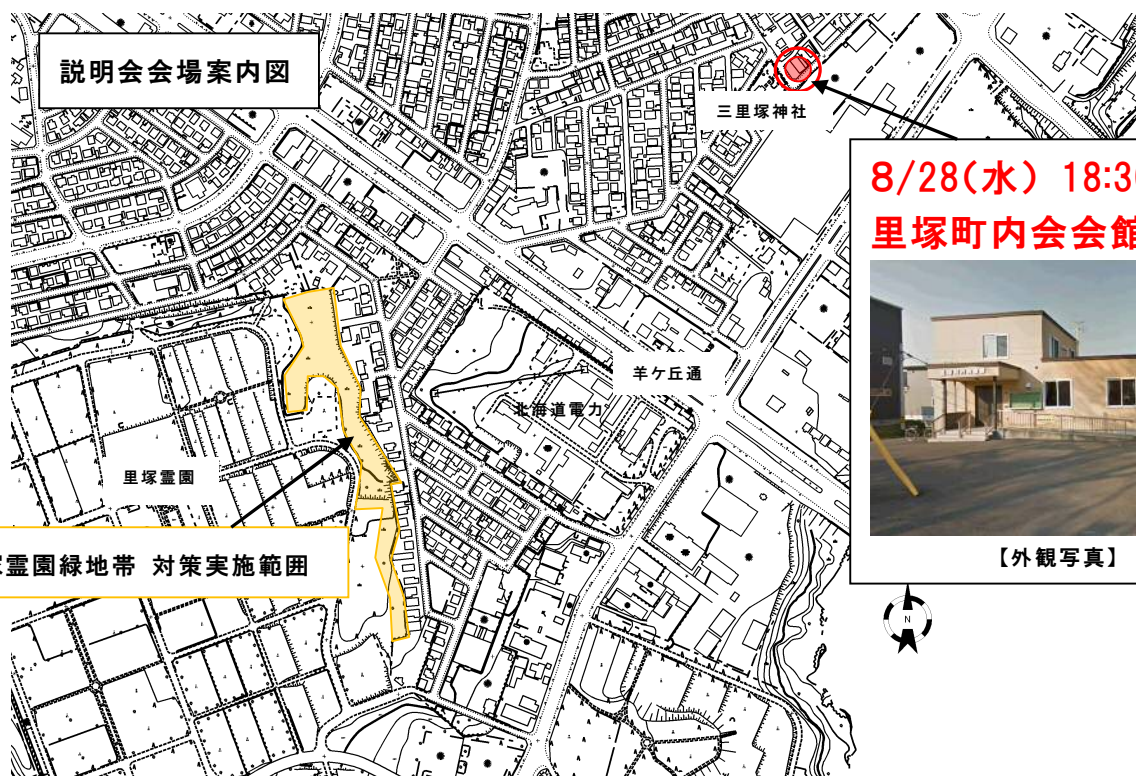 説明会会場案内図
三里塚神社
8/28(水) 18:30
里塚町内会会館
羊ケ丘通
北海道電力
里塚霊園
霊園緑地帯 対策実施範囲
【外観写真】
N